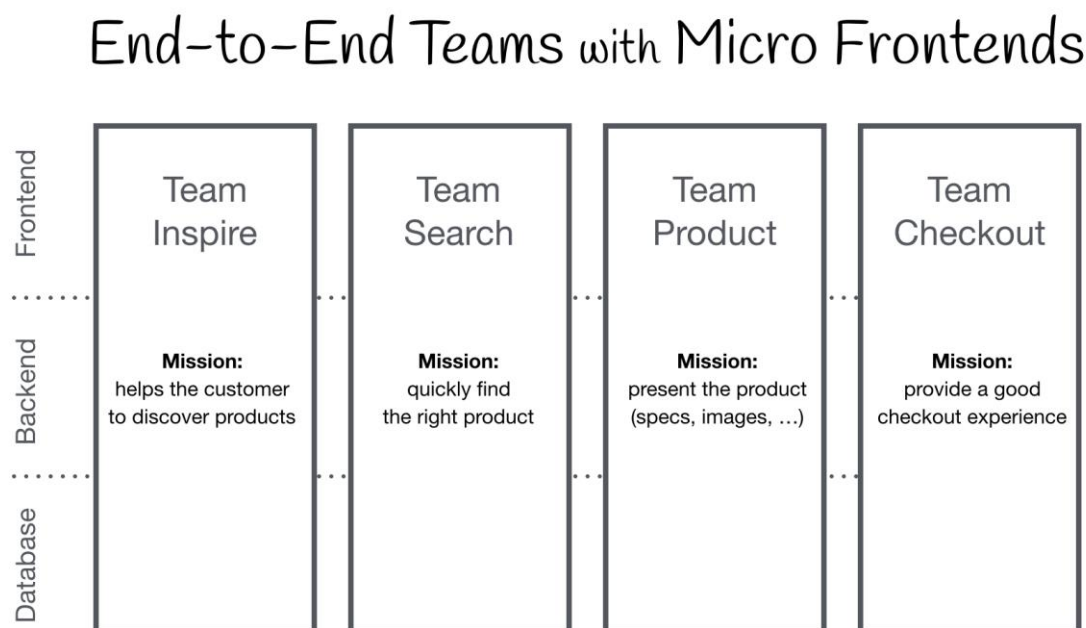 End-to-End Teams with Micro Frontends
Frontend
Team
Inspire
Team
Search
Team
Product
Team
Checkout
Backend
Mission:
helps the customer
to discover products
Mission:
quickly find
the right product
Mission:
present the product
(specs, images, ...)
Mission:
provide a good
checkout experience
Database